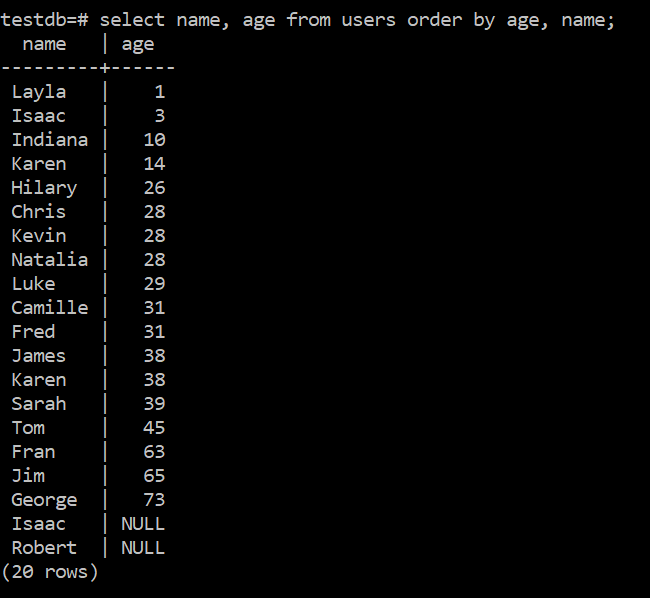 testdb=# select name, age from users order by age, name;
  name   | age
---------+------
 Layla   |    1
 Isaac   |    3
 Indiana |   10
 Karen   |   14
 Hilary  |   26
 Chris   |   28
 Kevin   |   28
 Natalia |   28
 Luke    |   29
 Camille |   31
 Fred    |   31
 James   |   38
 Karen   |   38
 Sarah   |   39
 Tom     |   45
 Fran    |   63
 Jim     |   65
 George  |   73
 Isaac   | NULL
 Robert  | NULL
(20 rows)